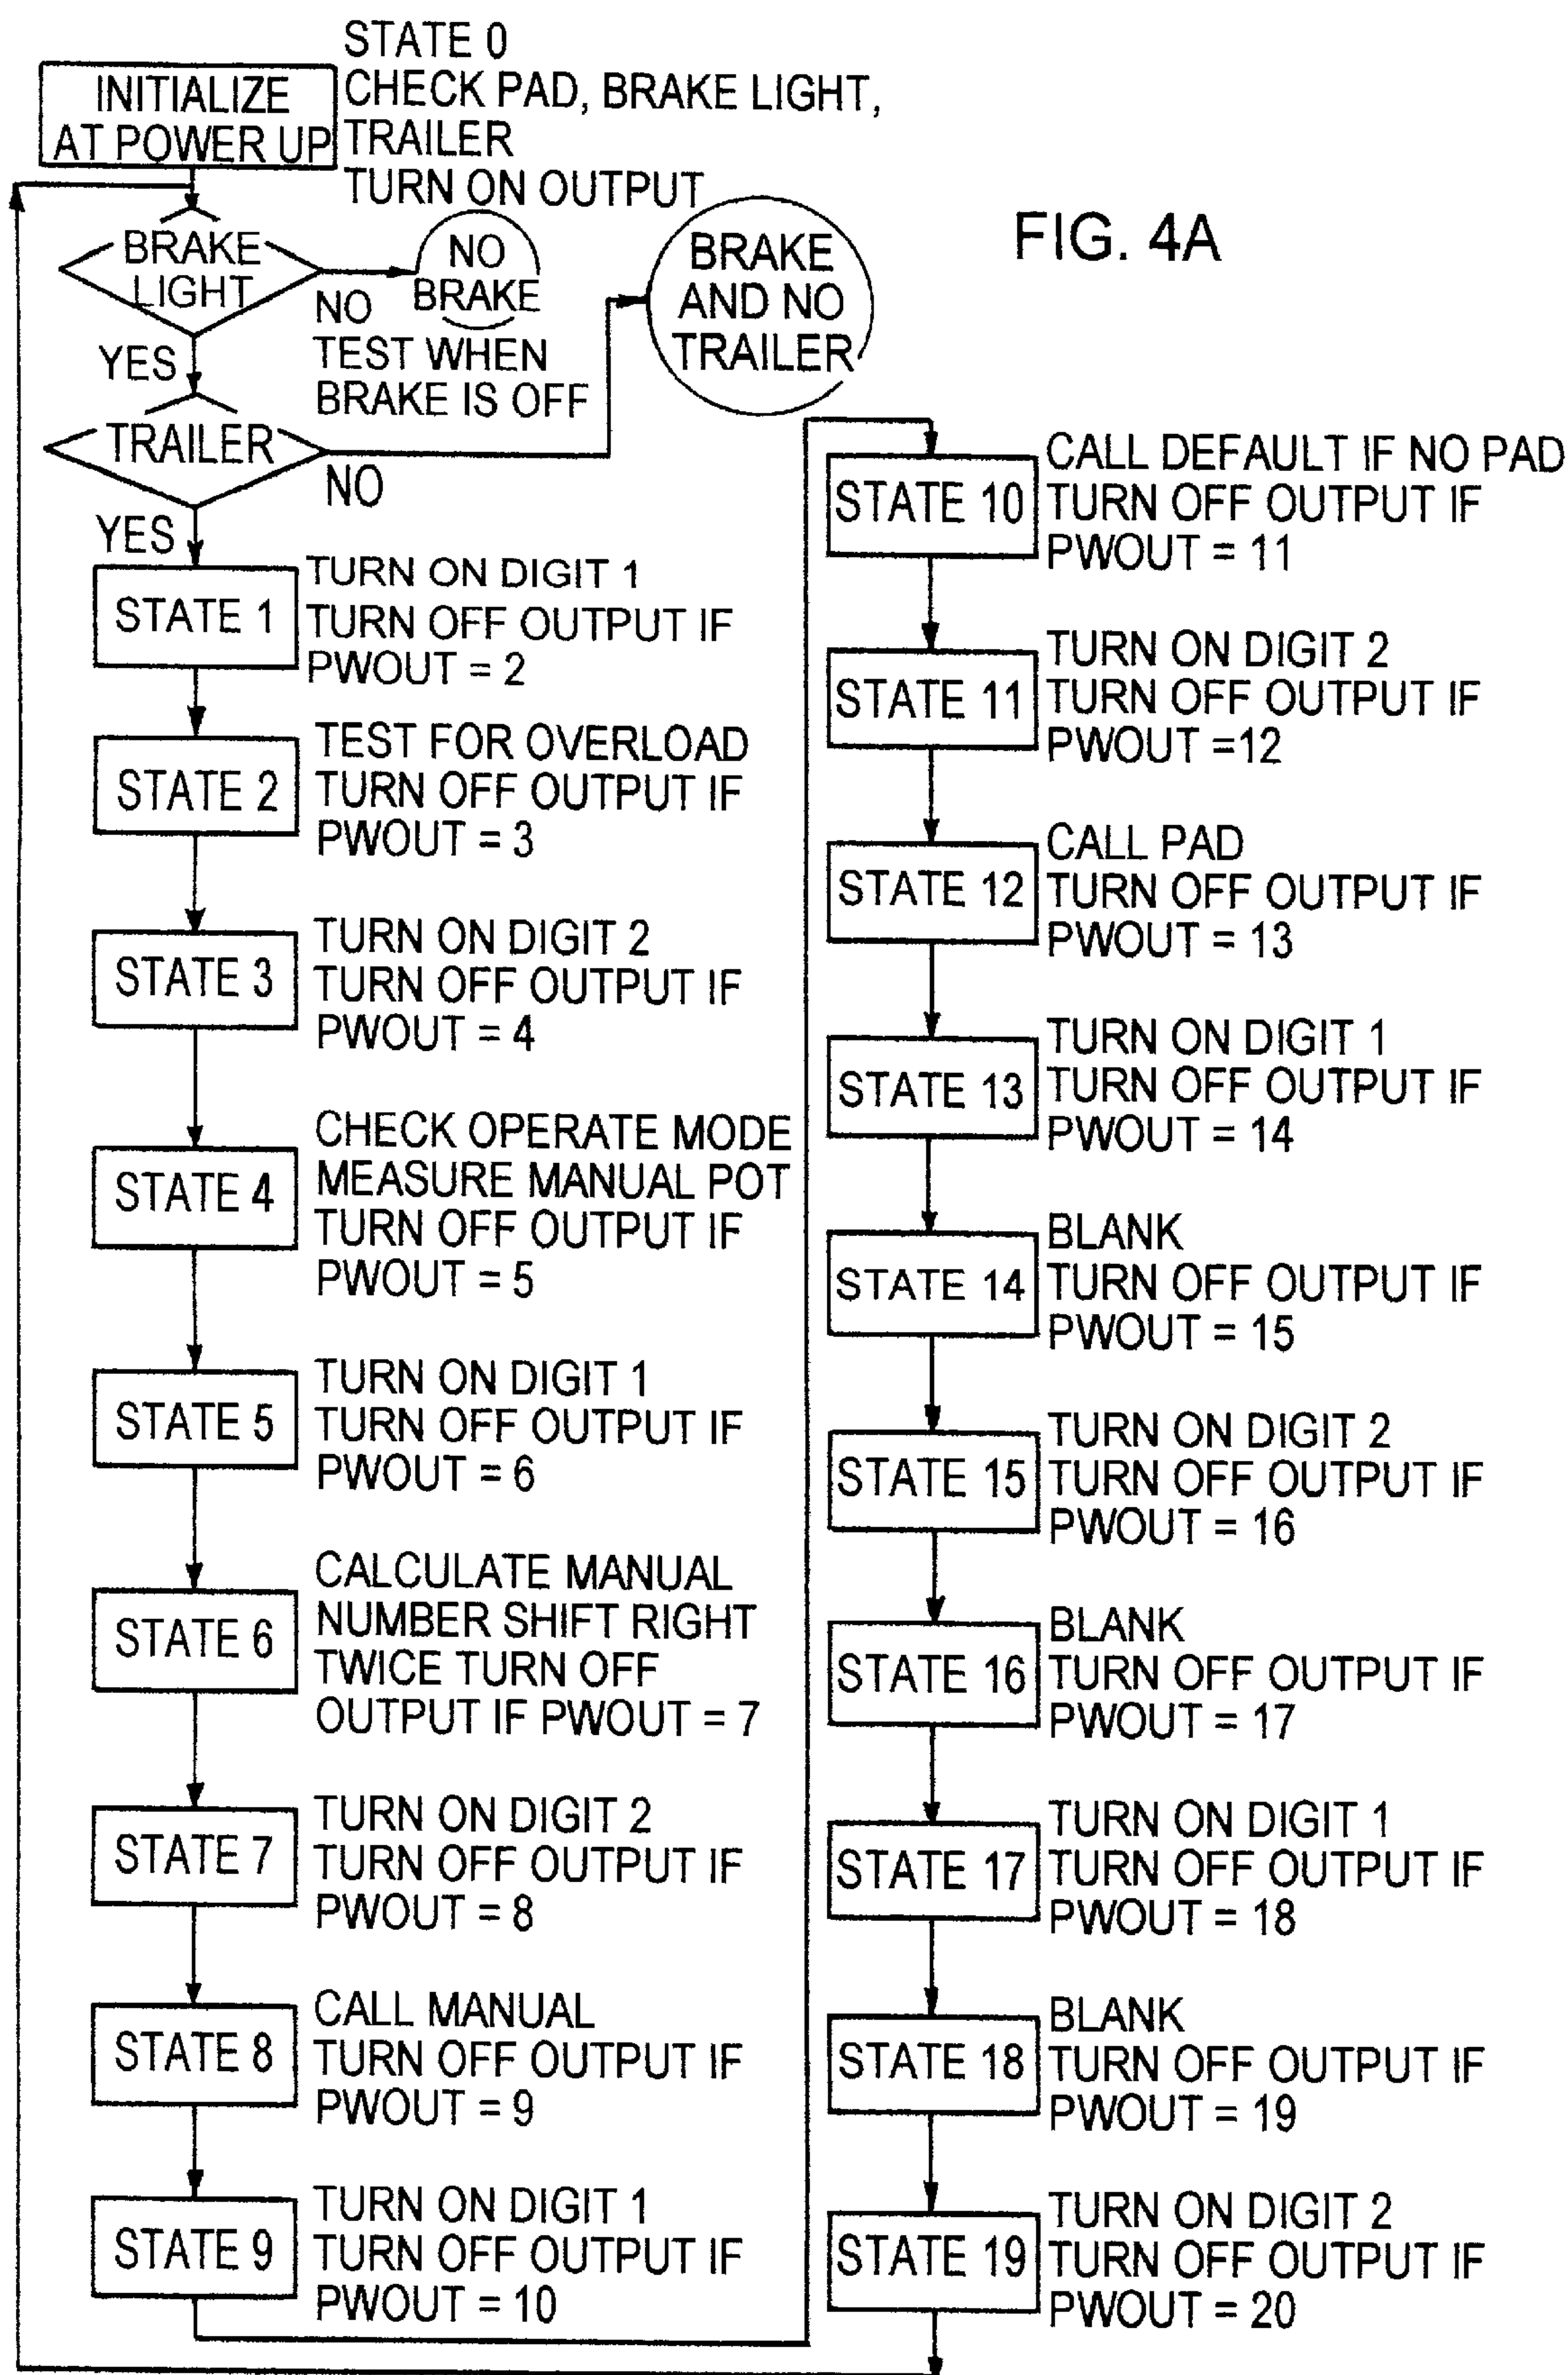 STATE 0
CHECK PAD, BRAKE LIGHT,
TRAILER
TURN ON OUTPUT
INITIALIZE
AT POWER UP
FIG. 4A
BRAKE
LIGHT
NO
NO
BRAKE
TEST WHEN
BRAKE IS OFF
YES
BRAKE
AND NO
TRAILER
TRAILER
NO
YES
STATE 1
TURN ON DIGIT 1
TURN OFF OUTPUT IF
PWOUT = 2
STATE 2
TEST FOR OVERLOAD
TURN OFF OUTPUT IF
PWOUT = 3
STATE 3
TURN ON DIGIT 2
TURN OFF OUTPUT IF
PWOUT = 4
STATE 4
CHECK OPERATE MODE
MEASURE MANUAL POT
TURN OFF OUTPUT IF
PWOUT = 5
STATE 5
TURN ON DIGIT 1
TURN OFF OUTPUT IF
PWOUT = 6
STATE 6
CALCULATE MANUAL
NUMBER SHIFT RIGHT
TWICE TURN OFF
OUTPUT IF PWOUT = 7
STATE 7
TURN ON DIGIT 2
TURN OFF OUTPUT IF
PWOUT = 8
STATE 8
CALL MANUAL
TURN OFF OUTPUT IF
PWOUT = 9
STATE 9
TURN ON DIGIT 1
TURN OFF OUTPUT IF
PWOUT = 10
STATE 10
CALL DEFAULT IF NO PAD
TURN OFF OUTPUT IF
PWOUT = 11
STATE 11
TURN ON DIGIT 2
TURN OFF OUTPUT IF
PWOUT =12
STATE 12
CALL PAD
TURN OFF OUTPUT IF
PWOUT = 13
STATE 13
TURN ON DIGIT 1
TURN OFF OUTPUT IF
PWOUT = 14
STATE 14
BLANK
TURN OFF OUTPUT IF
PWOUT = 15
STATE 15
TURN ON DIGIT 2
TURN OFF OUTPUT IF
PWOUT = 16
STATE 16
BLANK
TURN OFF OUTPUT IF
PWOUT = 17
STATE 17
TURN ON DIGIT 1
TURN OFF OUTPUT IF
PWOUT = 18
STATE 18
BLANK
TURN OFF OUTPUT IF
PWOUT = 19
STATE 19
TURN ON DIGIT 2
TURN OFF OUTPUT IF
PWOUT = 20